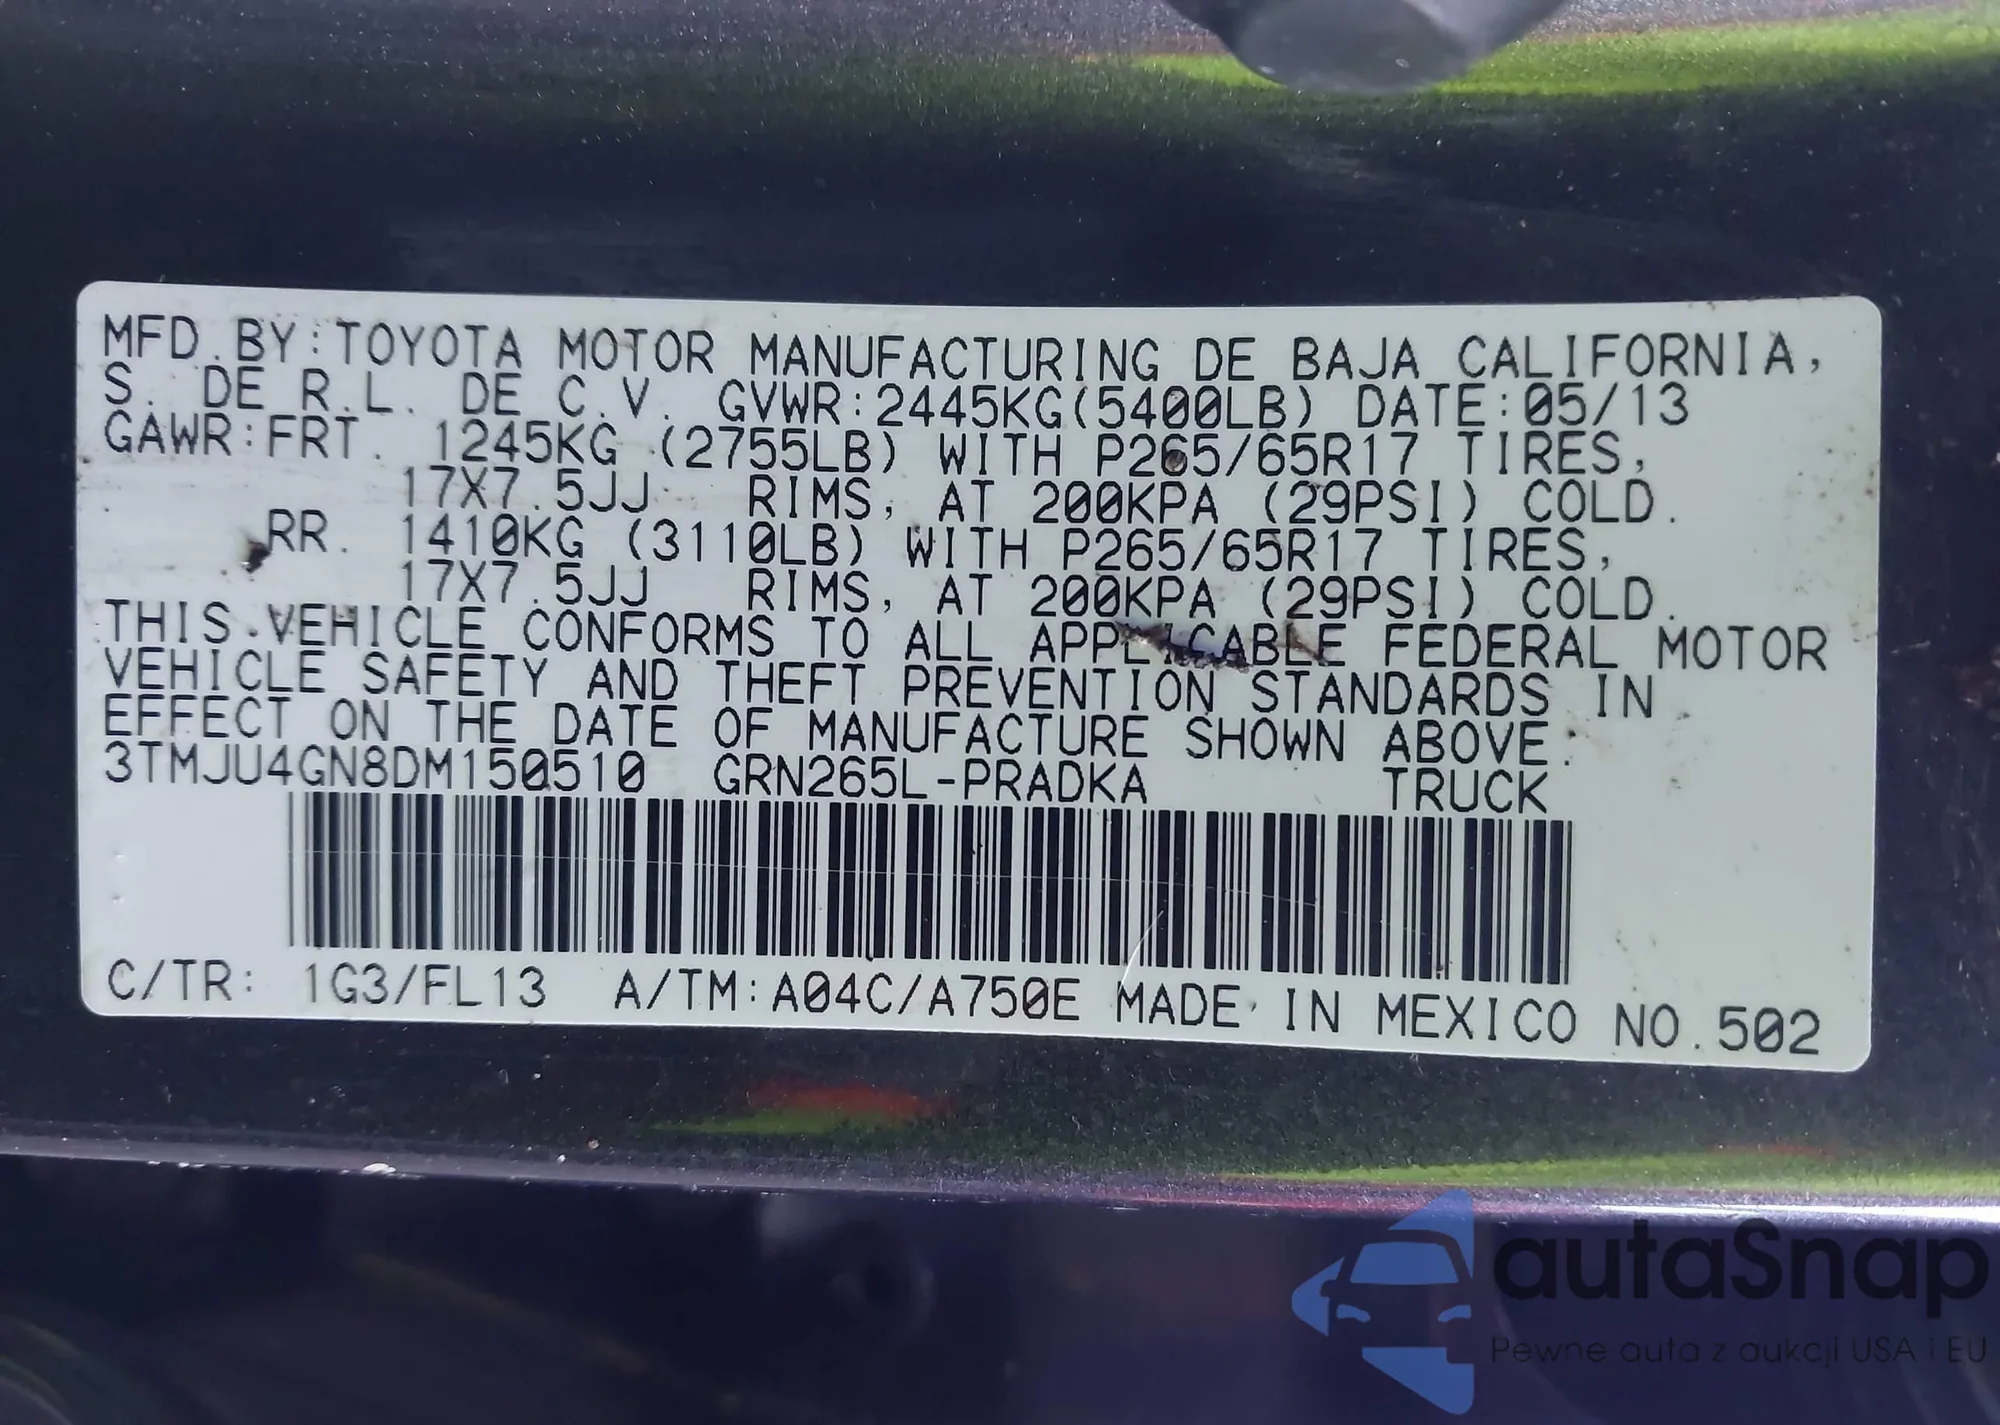 MFD.BY:TOYOTA MOTOR MANUFACTURING DE BAJA CALIFORNIA,
S. DE R.L. DE C.V. GVWR:2445KG(5400LB) DATE:05/13
GAWR:FRT. 1245KG (2755LB) WITH P265/65R17 TIRES,
17X7.5JJ RIMS, AT 200KPA (29PSI) COLD.
RR. 1410KG (3110LB) WITH P265/65R17 TIRES,
17X7.5JJ RIMS, AT 200KPA (29PSI) COLD.
THIS VEHICLE CONFORMS TO ALL APPLICABLE FEDERAL MOTOR
VEHICLE SAFETY AND THEFT PREVENTION STANDARDS IN
EFFECT ON THE DATE OF MANUFACTURE SHOWN ABOVE.
3TMJU4GN8DM150510 GRN265L-PRADKA TRUCK
C/TR: 1G3/FL13 A/TM:A04C/A750E MADE IN MEXICO NO.502
autaSnap
Pewne auta z aukcji USA i EU